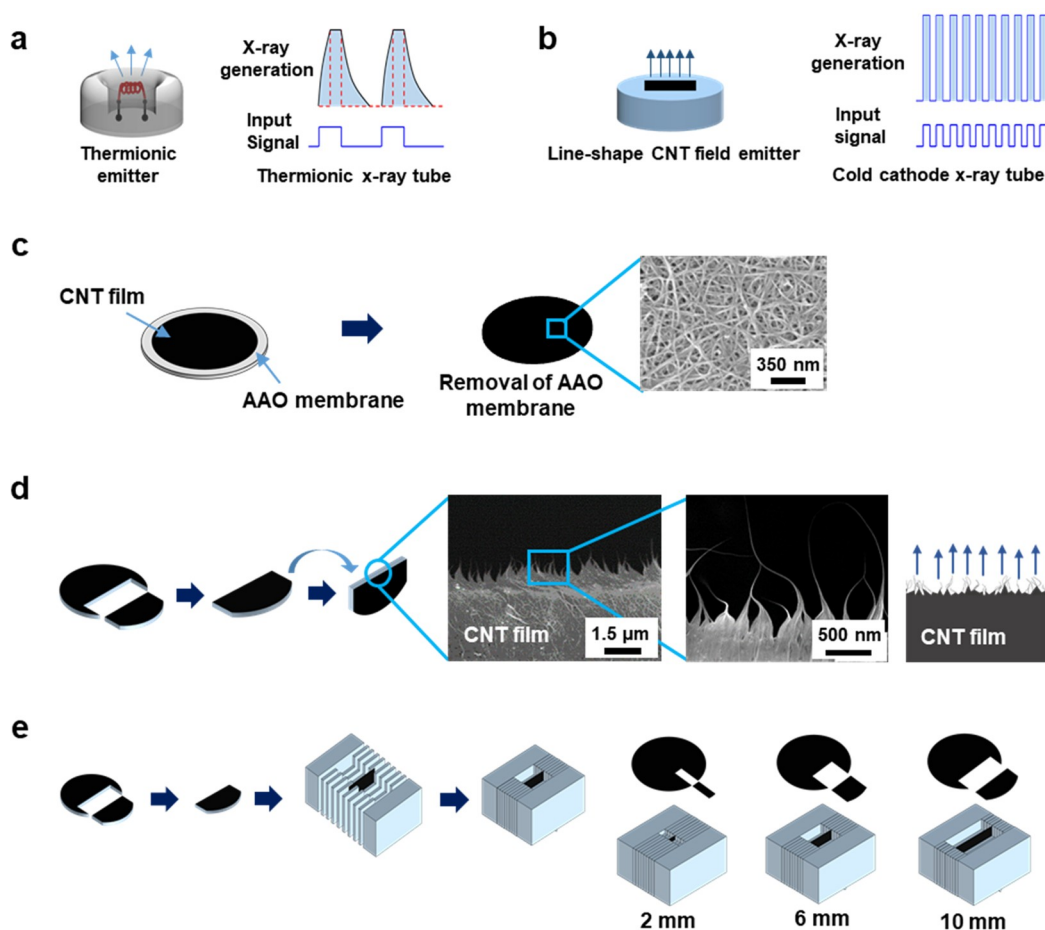 a
X-ray
generation
Input
Signal
Thermionic
emitter
Thermionic x-ray tube
b
X-ray
generation
Input
signal
Line-shape CNT field emitter
Cold cathode x-ray tube
c
CNT film
AAO membrane
Removal of AAO
membrane
350 nm
d
CNT film
1.5 µm
500 nm
CNT film
e
2 mm
6 mm
10 mm